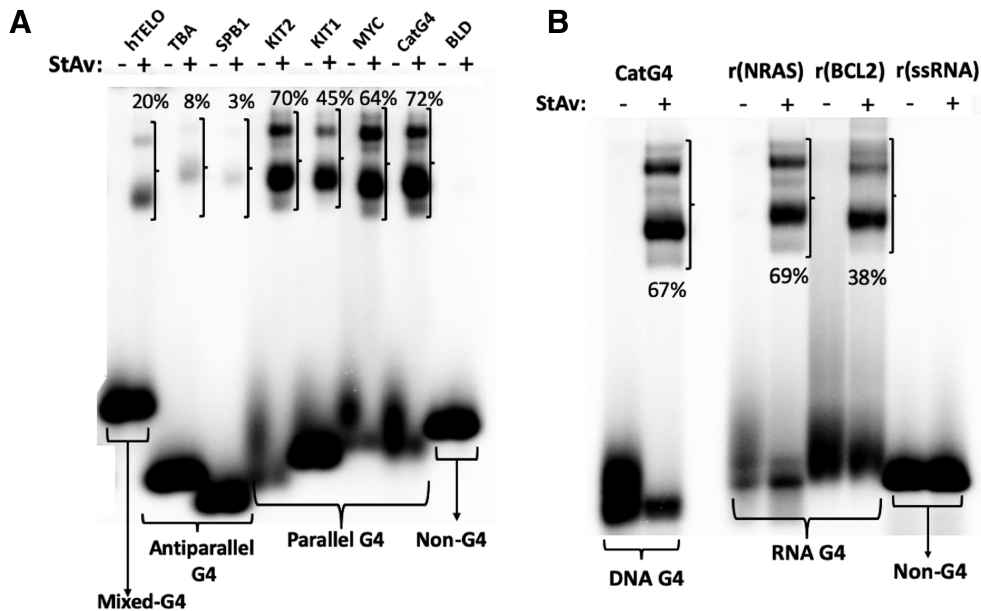 A
hTELO TBA SPB1 KIT2 KIT1 MYC CatG4 BLD
StAv: - + - + - + - + - + - + - + - +
20% 8% 3% 70% 45% 64% 72%
Antiparallel
G4
Parallel G4
Non-G4
Mixed-G4
B
CatG4 r(NRAS) r(BCL2) r(ssRNA)
StAv: - + - + - + - +
67% 69% 38%
DNA G4
RNA G4
Non-G4